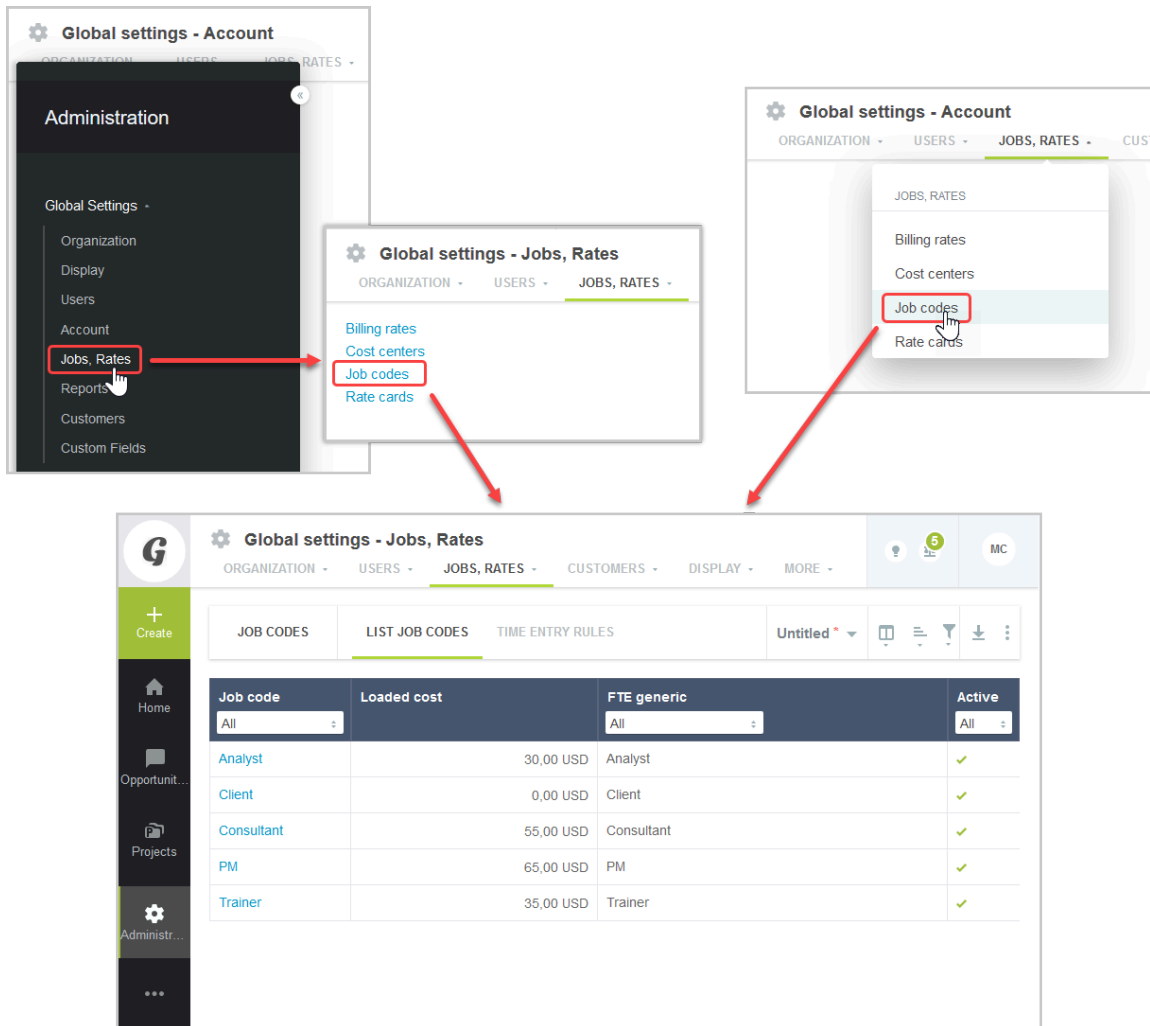 Global settings - Account
ORGANIZATION USERS JOBS, RATES
«
Administration
Global Settings
Organization
Display
Users
Account
Jobs, Rates
Reports
Customers
Custom Fields
Global settings - Jobs, Rates
ORGANIZATION USERS JOBS, RATES
Billing rates
Cost centers
Job codes
Rate cards
Global settings - Account
ORGANIZATION USERS JOBS, RATES CUS
JOBS, RATES
Billing rates
Cost centers
Job codes
Rate cards
G
Global settings - Jobs, Rates
5
MC
ORGANIZATION USERS JOBS, RATES CUSTOMERS DISPLAY MORE
+
Create
JOB CODES LIST JOB CODES TIME ENTRY RULES Untitled *
Home
Opportunit...
P
Projects
Administr...
Job code Loaded cost FTE generic Active
All All All
Analyst 30,00 USD Analyst
Client 0,00 USD Client
Consultant 55,00 USD Consultant
PM 65,00 USD PM
Trainer 35,00 USD Trainer